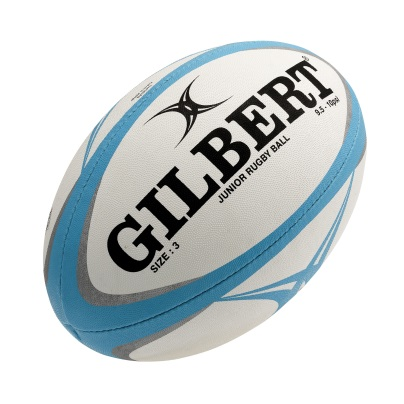 GILBERT
JUNIOR RUGBY BALL
SIZE : 3
9.5 - 10psi